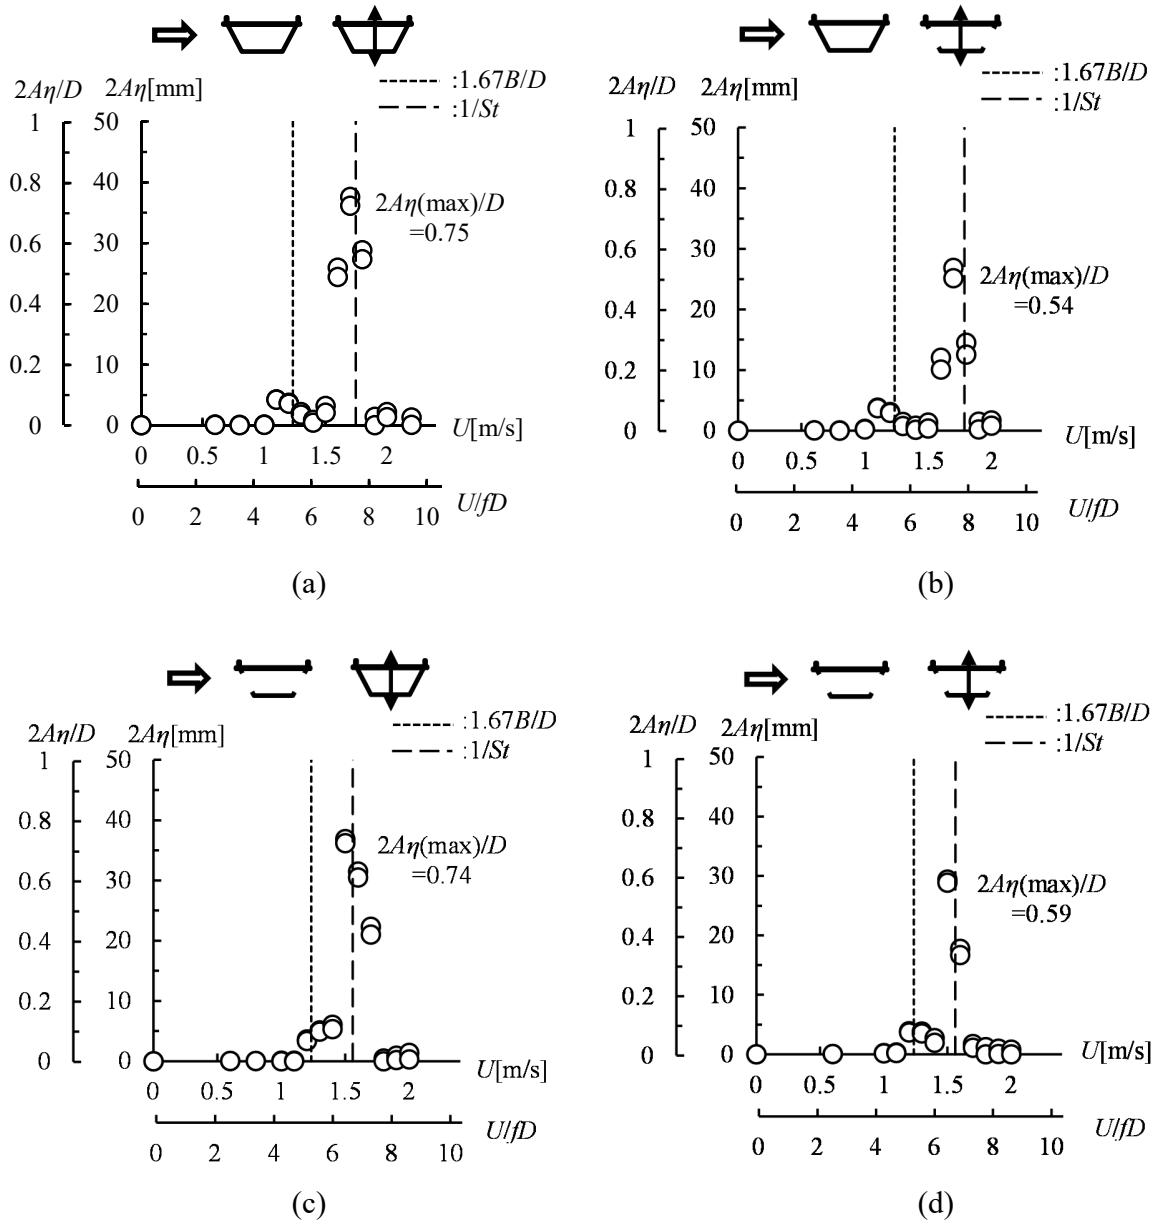 :1.67B/D
:1/St
2Aη/D 2Aη[mm]
1 50
0.8 40
2Aη(max)/D
=0.75
0.6 30
0.4 20
0.2 10
0 0
U[m/s]
0 0.5 1 1.5 2
U/fD
0 2 4 6 8 10
(a)
:1.67B/D
:1/St
2Aη/D 2Aη[mm]
1 50
0.8 40
0.6 30
2Aη(max)/D
=0.54
0.4 20
0.2 10
0 0
U[m/s]
0 0.5 1 1.5 2
U/fD
0 2 4 6 8 10
(b)
:1.67B/D
:1/St
2Aη/D 2Aη[mm]
1 50
0.8 40
2Aη(max)/D
=0.74
0.6 30
0.4 20
0.2 10
0 0
U[m/s]
0 0.5 1 1.5 2
U/fD
0 2 4 6 8 10
(c)
:1.67B/D
:1/St
2Aη/D 2Aη[mm]
1 50
0.8 40
0.6 30
2Aη(max)/D
=0.59
0.4 20
0.2 10
0 0
U[m/s]
0 0.5 1 1.5 2
U/fD
0 2 4 6 8 10
(d)